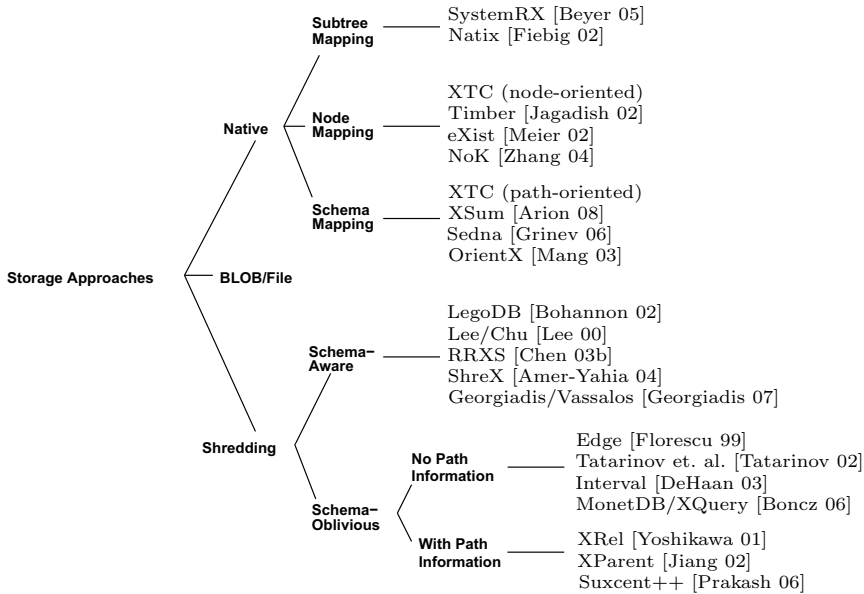 Storage Approaches
Native
Subtree
Mapping
SystemRX [Beyer 05]
Natix [Fiebig 02]
Node
Mapping
XTC (node-oriented)
Timber [Jagadish 02]
eXist [Meier 02]
NoK [Zhang 04]
Schema
Mapping
XTC (path-oriented)
XSum [Arion 08]
Sedna [Grinev 06]
OrientX [Mang 03]
BLOB/File
Shredding
Schema−
Aware
LegoDB [Bohannon 02]
Lee/Chu [Lee 00]
RRXS [Chen 03b]
ShreX [Amer-Yahia 04]
Georgiadis/Vassalos [Georgiadis 07]
Schema−
Oblivious
No Path
Information
Edge [Florescu 99]
Tatarinov et. al. [Tatarinov 02]
Interval [DeHaan 03]
MonetDB/XQuery [Boncz 06]
With Path
Information
XRel [Yoshikawa 01]
XParent [Jiang 02]
Suxcent++ [Prakash 06]